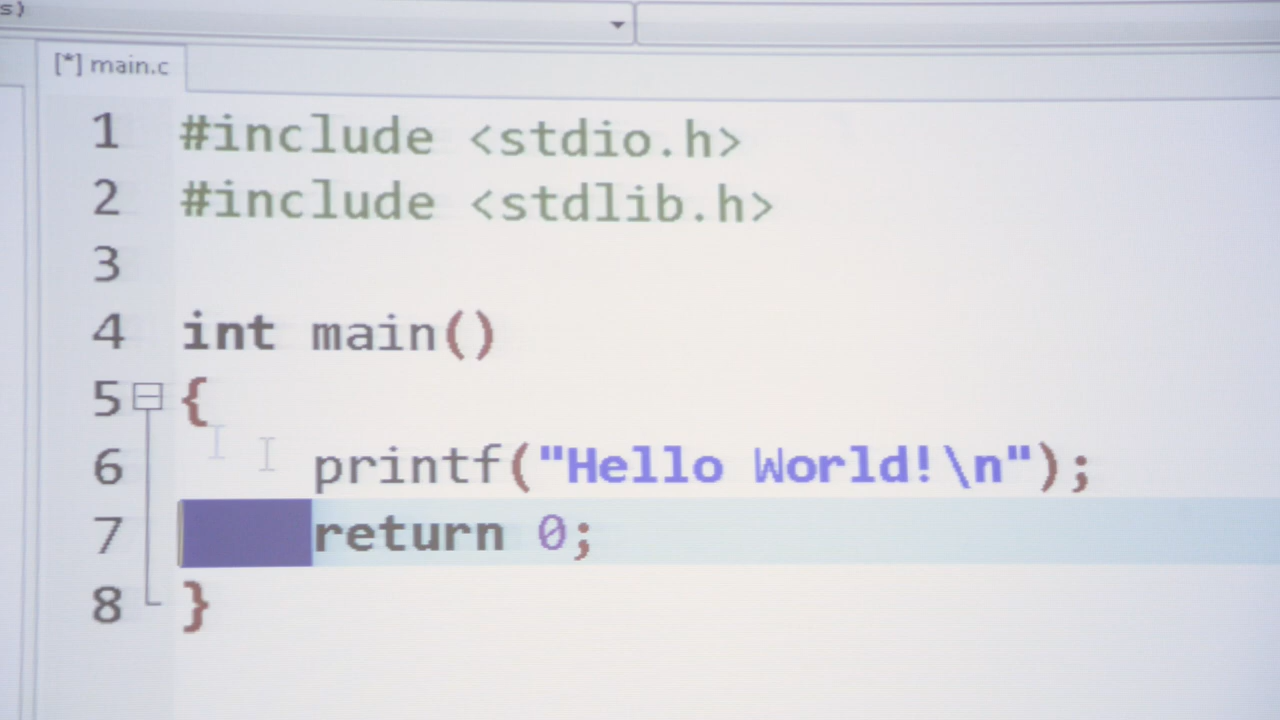 s)
[*] main.c
1 #include <stdio.h>
2 #include <stdlib.h>
3
4 int main()
5 {
6     printf("Hello World!\n");
7     return 0;
8 }